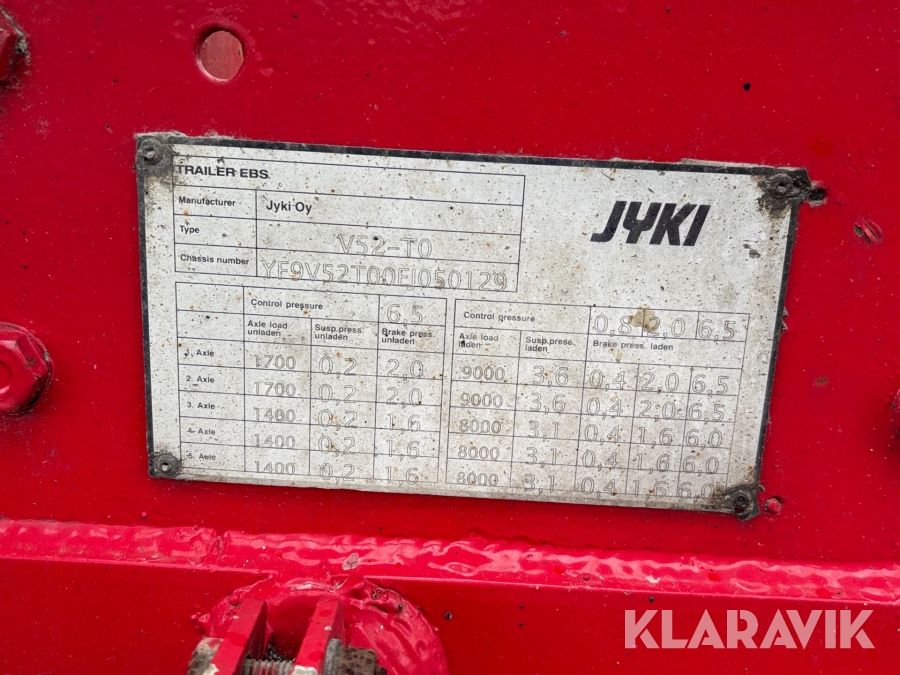 TRAILER EBS
JYKI
Manufacturer Jyki Oy
Type V52-T0
Chassis number YF9V52T00EJ050129
Control pressure 6,5 Control pressure 0,8 2,0 6,5
Axle load unladen Susp.press. unladen Brake press. unladen Axle load laden Susp.press. laden Brake press. laden
1. Axle 1700 0,2 2,0 9000 3,6 0,4 2,0 6,5
2. Axle 1700 0,2 2,0 9000 3,6 0,4 2,0 6,5
3. Axle 1400 0,2 1,6 8000 3,1 0,4 1,6 6,0
4. Axle 1400 0,2 1,6 8000 3,1 0,4 1,6 6,0
5. Axle 1400 0,2 1,6 8000 3,1 0,4 1,6 6,0
KLARAVIK